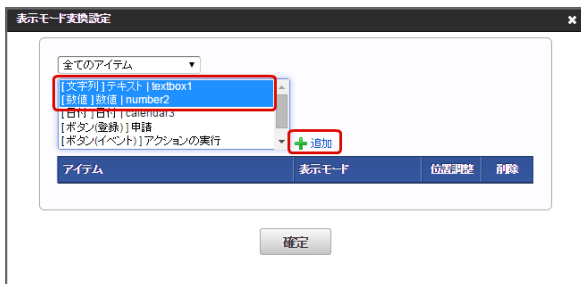 表示モード変換設定
全てのアイテム
[文字列]テキスト | textbox1
[数値]数値 | number2
[日付]日付 | calendar3
[ボタン(登録)]申請
[ボタン(イベント)]アクションの実行
追加
アイテム 表示モード 位置調整 削除
確定